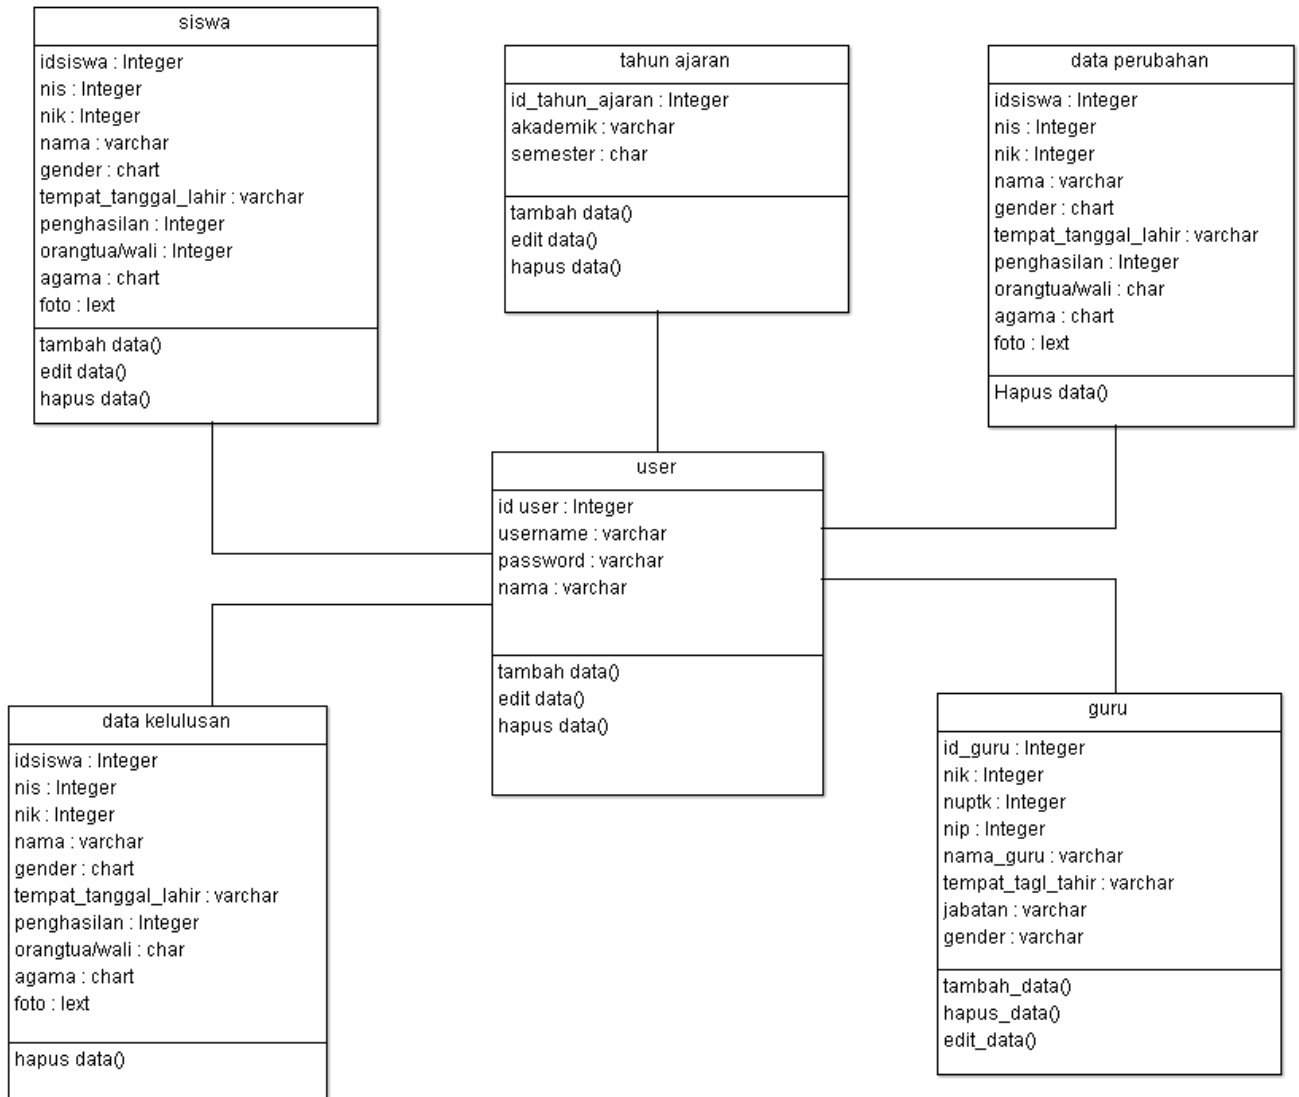 siswa
idsiswa : Integer
nis : Integer
nik : Integer
nama : varchar
gender : chart
tempat_tanggal_lahir : varchar
penghasilan : Integer
orangtua/wali : Integer
agama : chart
foto : lext
tambah data()
edit data()
hapus data()
tahun ajaran
id_tahun_ajaran : Integer
akademik : varchar
semester : char
tambah data()
edit data()
hapus data()
data perubahan
idsiswa : Integer
nis : Integer
nik : Integer
nama : varchar
gender : chart
tempat_tanggal_lahir : varchar
penghasilan : Integer
orangtua/wali : char
agama : chart
foto : lext
Hapus data()
user
id user : Integer
username : varchar
password : varchar
nama : varchar
tambah data()
edit data()
hapus data()
data kelulusan
idsiswa : Integer
nis : Integer
nik : Integer
nama : varchar
gender : chart
tempat_tanggal_lahir : varchar
penghasilan : Integer
orangtua/wali : char
agama : chart
foto : lext
hapus data()
guru
id_guru : Integer
nik : Integer
nuptk : Integer
nip : Integer
nama_guru : varchar
tempat_tagl_tahir : varchar
jabatan : varchar
gender : varchar
tambah_data()
hapus_data()
edit_data()